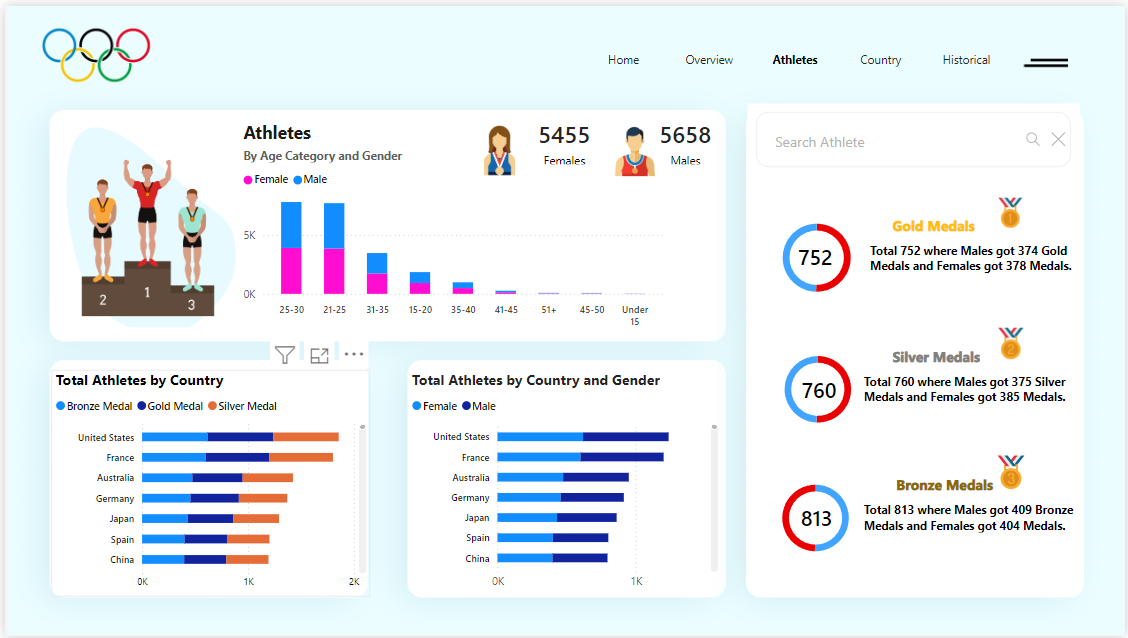 Home Overview Athletes Country Historical
Athletes
By Age Category and Gender
Female Male
5455
Females
5658
Males
5K
0K
25-30 21-25 31-35 15-20 35-40 41-45 51+ 45-50 Under 15
2 1 3
Search Athlete
Gold Medals
1
752
Total 752 where Males got 374 Gold
Medals and Females got 378 Medals.
Silver Medals
2
760
Total 760 where Males got 375 Silver
Medals and Females got 385 Medals.
Bronze Medals
3
813
Total 813 where Males got 409 Bronze
Medals and Females got 404 Medals.
Total Athletes by Country
Bronze Medal Gold Medal Silver Medal
United States
France
Australia
Germany
Japan
Spain
China
0K 1K 2K
Total Athletes by Country and Gender
Female Male
United States
France
Australia
Germany
Japan
Spain
China
0K 1K